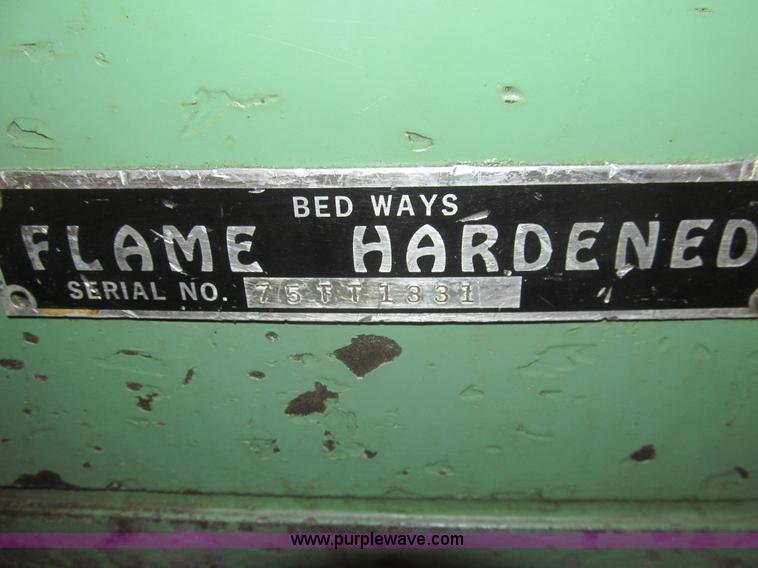 BED WAYS
FLAME HARDENED
SERIAL NO. 75TT1331
www.purplewave.com